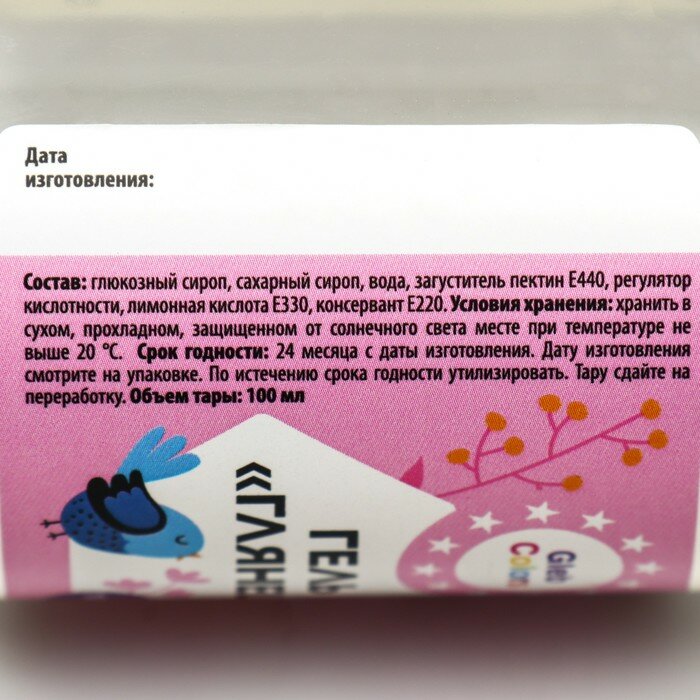 Дата
изготовления:
Состав: глюкозный сироп, сахарный сироп, вода, загуститель пектин Е440, регулятор
кислотности, лимонная кислота Е330, консервант Е220. Условия хранения: хранить в
сухом, прохладном, защищенном от солнечного света месте при температуре не
выше 20 °С. Срок годности: 24 месяца с даты изготовления. Дату изготовления
смотрите на упаковке. По истечению срока годности утилизировать. Тару сдайте на
переработку. Объем тары: 100 мл
ГЕЛЬ